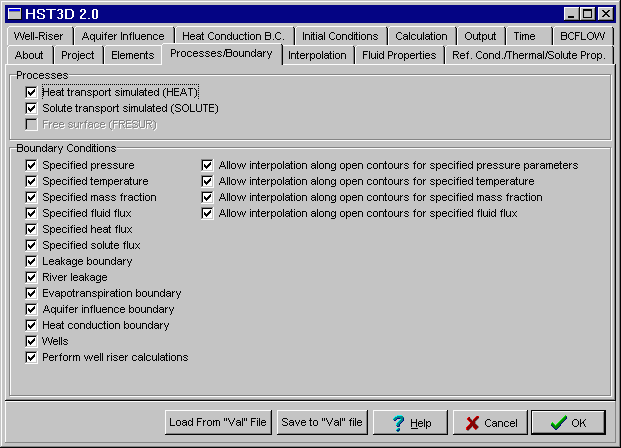 HST3D 2.0
Well-Riser Aquifer Influence Heat Conduction B.C. Initial Conditions Calculation Output Time BCFLOW
About Project Elements Processes/Boundary Interpolation Fluid Properties Ref. Cond./Thermal/Solute Prop.
Processes
Heat transport simulated (HEAT)
Solute transport simulated (SOLUTE)
Free surface (FRESUR)
Boundary Conditions
Specified pressure Allow interpolation along open contours for specified pressure parameters
Specified temperature Allow interpolation along open contours for specified temperature
Specified mass fraction Allow interpolation along open contours for specified mass fraction
Specified fluid flux Allow interpolation along open contours for specified fluid flux
Specified heat flux
Specified solute flux
Leakage boundary
River leakage
Evapotranspiration boundary
Aquifer influence boundary
Heat conduction boundary
Wells
Perform well riser calculations
Load From "Val" File Save to "Val" file ? Help Cancel OK